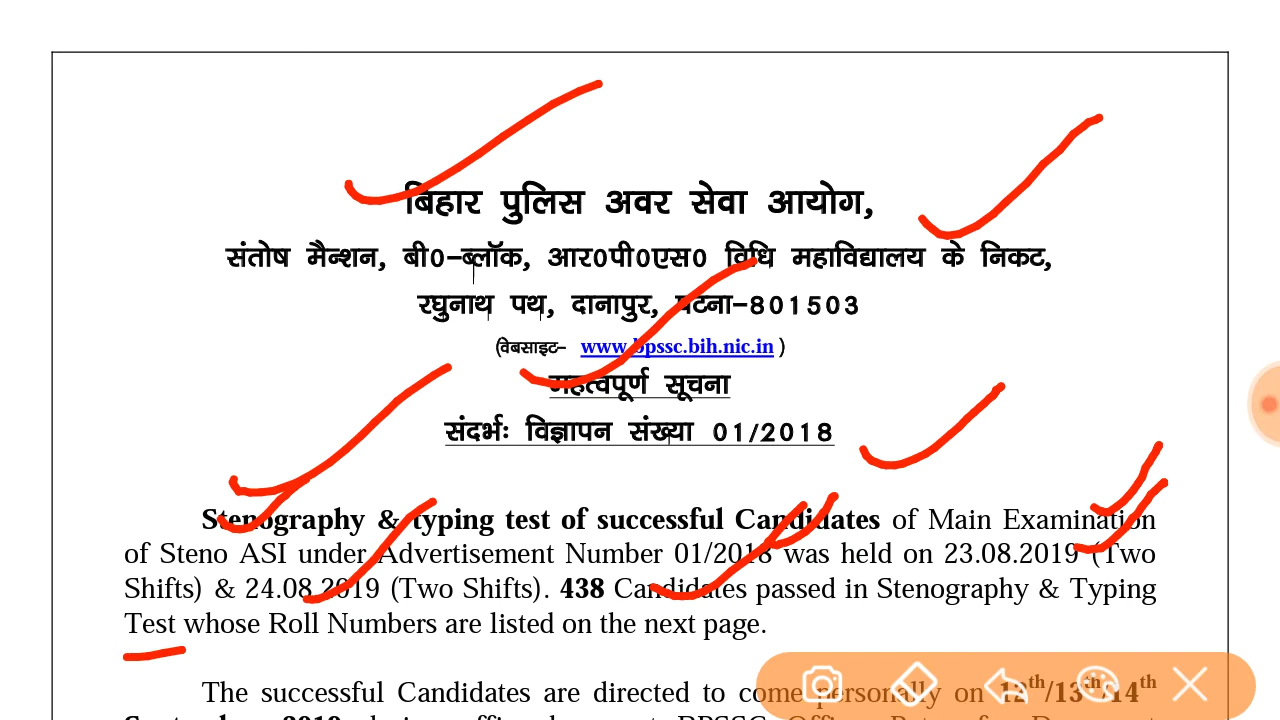 बिहार पुलिस अवर सेवा आयोग,
संतोष मैन्शन, बी0-ब्लॉक, आर0पी0एस0 विधि महाविद्यालय के निकट,
रघुनाथ पथ, दानापुर, पटना-801503
(वेबसाइट- www.bpssc.bih.nic.in )
महत्वपूर्ण सूचना
संदर्भः विज्ञापन संख्या 01/2018
Stenography & typing test of successful Candidates of Main Examination
of Steno ASI under Advertisement Number 01/2018 was held on 23.08.2019 (Two
Shifts) & 24.08.2019 (Two Shifts). 438 Candidates passed in Stenography & Typing
Test whose Roll Numbers are listed on the next page.
The successful Candidates are directed to come personally on 12th/13th/14th